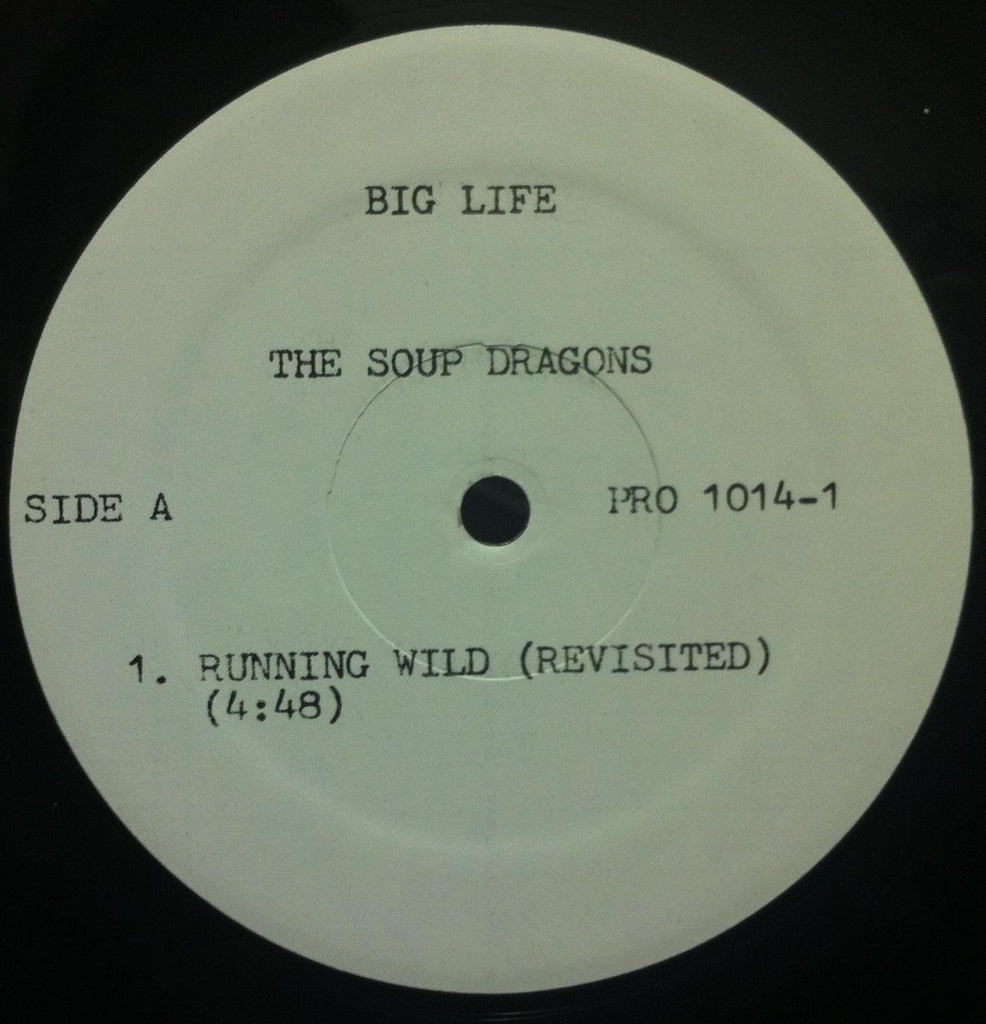 BIG LIFE
THE SOUP DRAGONS
SIDE A
PRO 1014-1
1. RUNNING WILD (REVISITED)
(4:48)